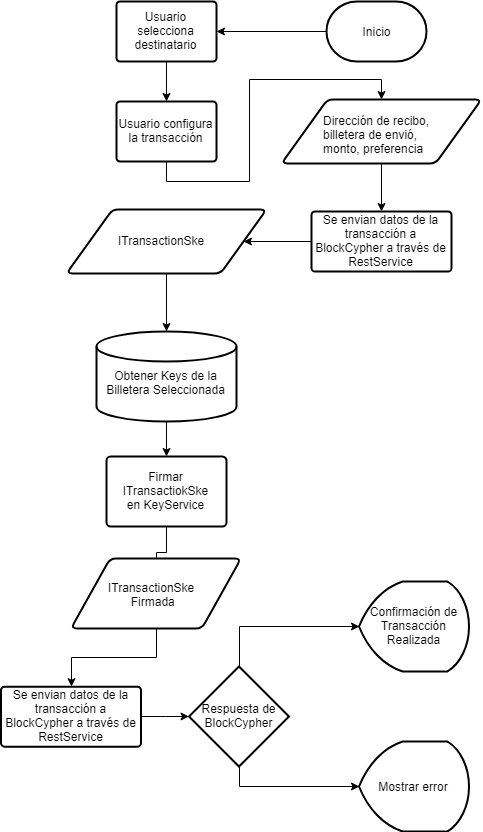 Inicio
Usuario
selecciona
destinatario
Usuario configura
la transacción
Dirección de recibo,
billetera de envió,
monto, preferencia
Se envian datos de la
transacción a
BlockCypher a través de
RestService
ITransactionSke
Obtener Keys de la
Billetera Seleccionada
Firmar
ITransactiokSke
en KeyService
ITransactionSke
Firmada
Se envian datos de la
transacción a
BlockCypher a través de
RestService
Respuesta de
BlockCypher
Confirmación de
Transacción
Realizada
Mostrar error